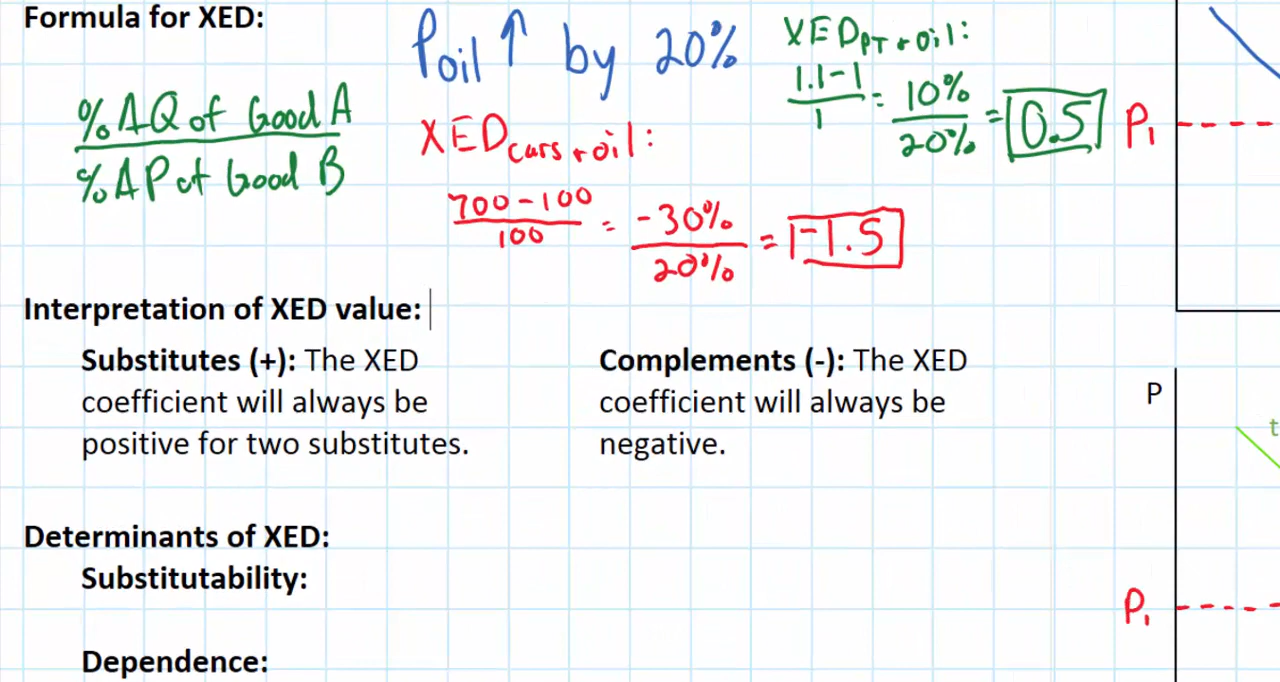 Formula for XED:
%ΔQ of Good A
%ΔP of Good B
Poil ↑ by 20%
XEDcars + oil:
700 - 100
100
= -30%
20%
= -1.5
XEDPT + oil:
1.1 - 1
1
= 10%
20%
= 0.5
P1
Interpretation of XED value:
Substitutes (+): The XED
coefficient will always be
positive for two substitutes.
Complements (-): The XED
coefficient will always be
negative.
P
t
Determinants of XED:
Substitutability:
P1
Dependence: